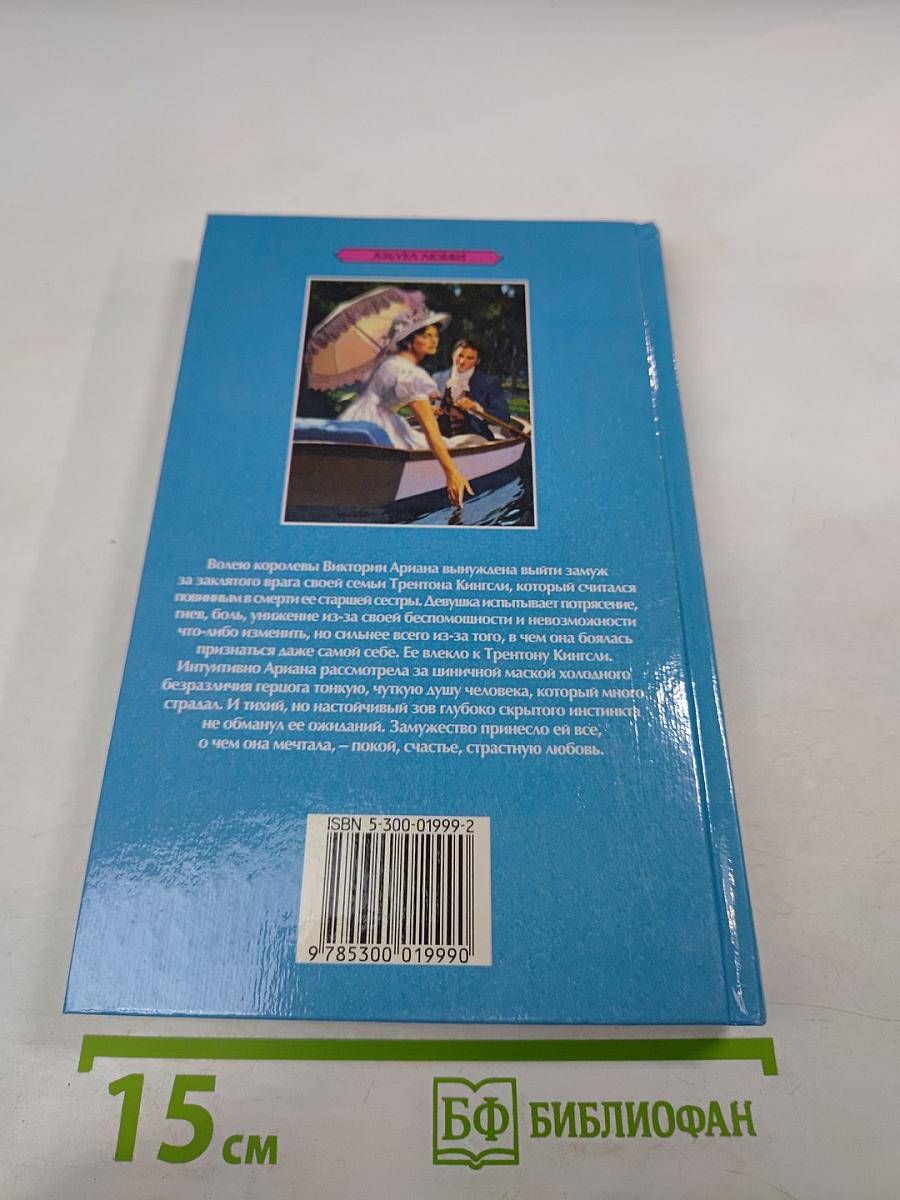 АЗБУКА ЛЮБВИ
Волею королевы Виктории Ариана вынуждена выйти замуж
за заклятого врага своей семьи Трентона Кингсли, который считался
повинным в смерти ее старшей сестры. Девушка испытывает потрясение,
гнев, боль, унижение из-за своей беспомощности и невозможности
что-либо изменить, но сильнее всего из-за того, в чем она боялась
признаться даже самой себе. Ее влекло к Трентону Кингсли.
Интуитивно Ариана рассмотрела за циничной маской холодного
безразличия герцога тонкую, чуткую душу человека, который много
страдал. И тихий, но настойчивый зов глубоко скрытого инстинкта
не обманул ее ожиданий. Замужество принесло ей все,
о чем она мечтала, – покой, счастье, страстную любовь.
ISBN 5-300-01999-2
9 785300 019990
15 см
БФ БИБЛИОФАН